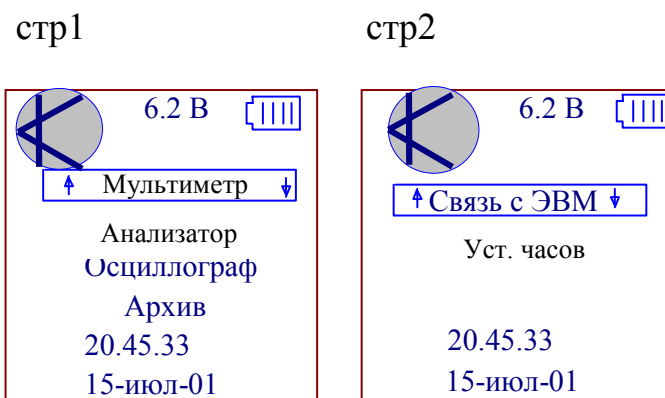 стр1
6.2 В
Мультиметр
Анализатор
Осциллограф
Архив
20.45.33
15-июл-01
стр2
6.2 В
Связь с ЭВМ
Уст. часов
20.45.33
15-июл-01